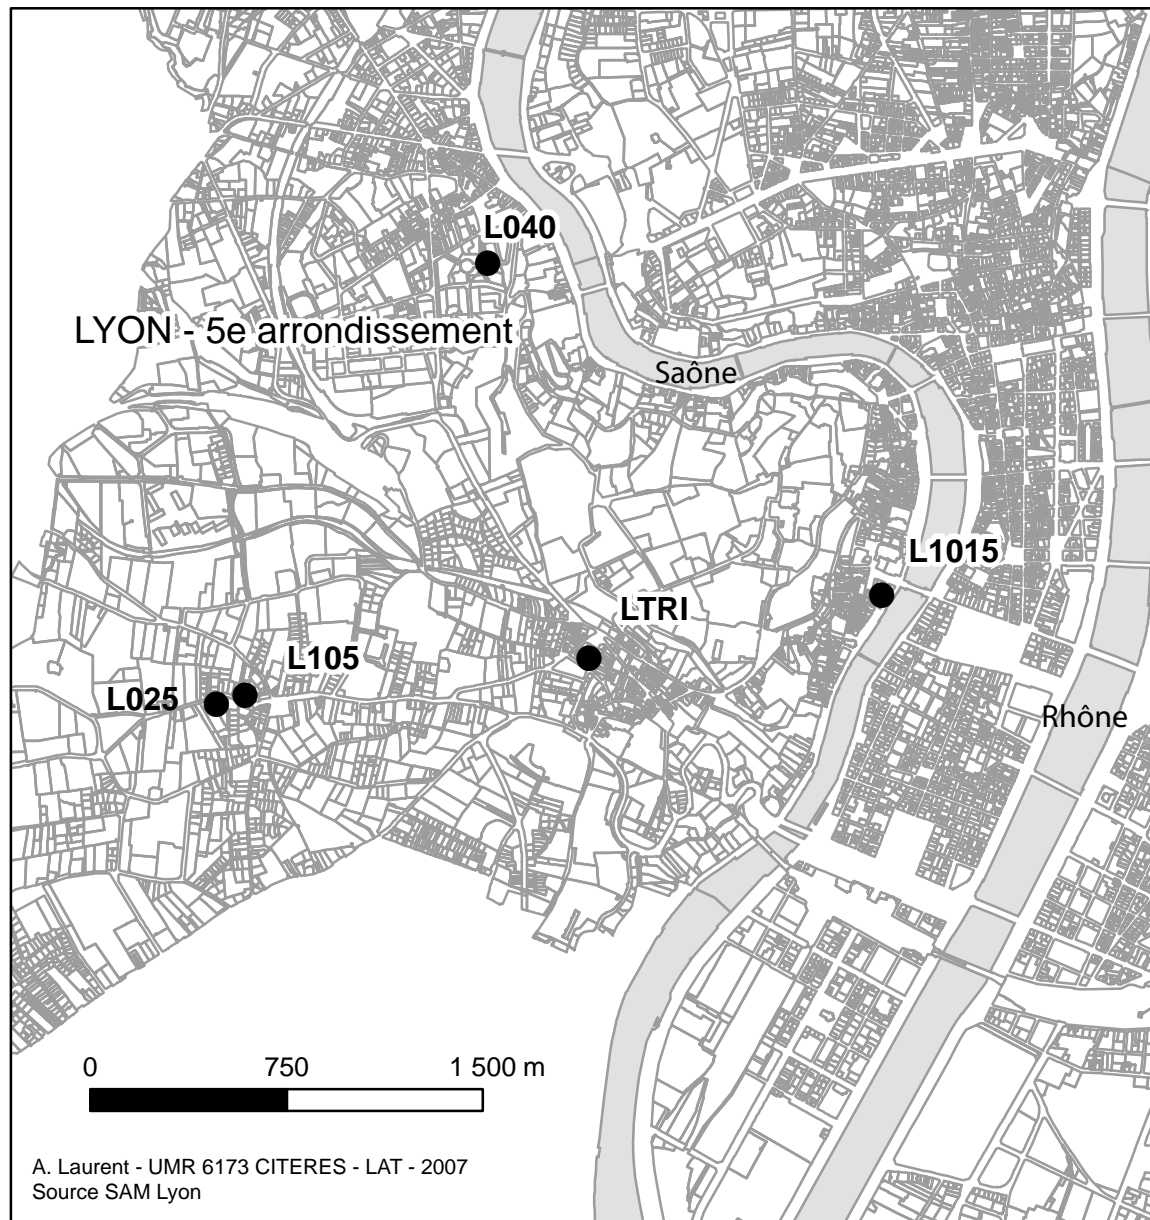 L040
LYON - 5e arrondissement
Saône
L1015
LTRI
L105
L025
Rhône
0 750 1 500 m
A. Laurent - UMR 6173 CITERES - LAT - 2007
Source SAM Lyon